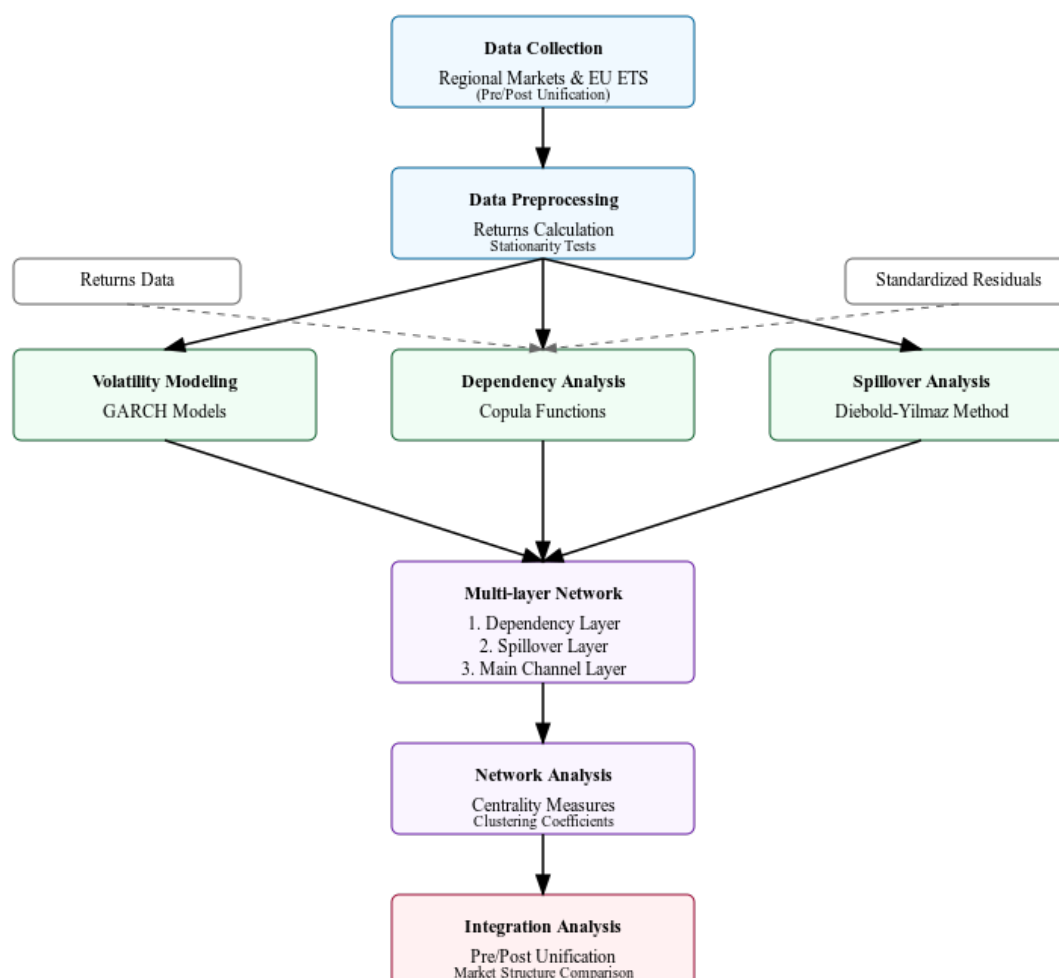 Data Collection
Regional Markets & EU ETS
(Pre/Post Unification)
Data Preprocessing
Returns Calculation
Stationarity Tests
Returns Data
Standardized Residuals
Volatility Modeling
GARCH Models
Dependency Analysis
Copula Functions
Spillover Analysis
Diebold-Yilmaz Method
Multi-layer Network
1. Dependency Layer
2. Spillover Layer
3. Main Channel Layer
Network Analysis
Centrality Measures
Clustering Coefficients
Integration Analysis
Pre/Post Unification
Market Structure Comparison